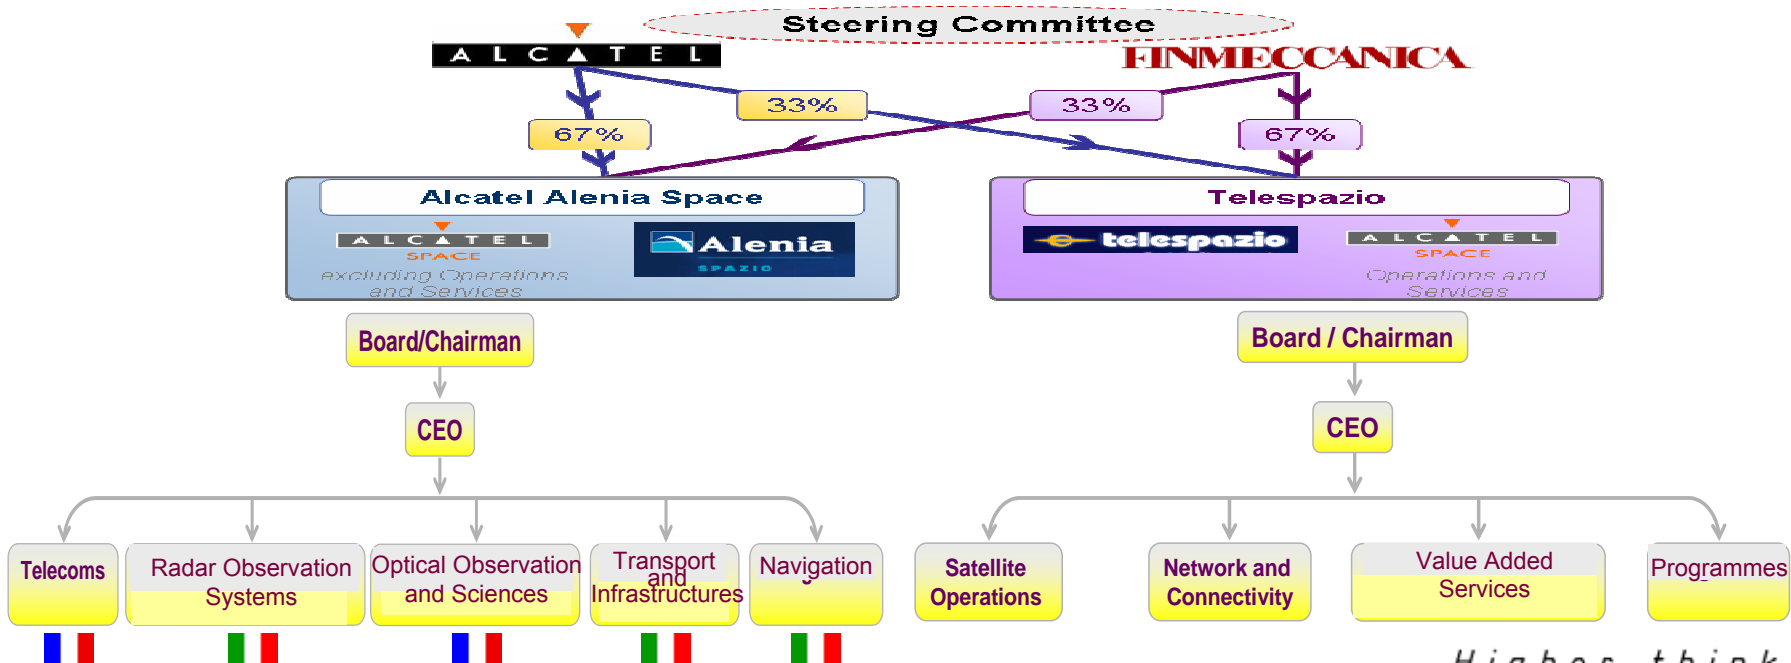 Steering Committee
ALCATEL
FINMECCANICA
33%
33%
67%
67%
Alcatel Alenia Space
Telespazio
ALCATEL
SPACE
excluding Operations
and Services
Alenia
SPAZIO
telespazio
ALCATEL
SPACE
Operations and
Services
Board/Chairman
Board / Chairman
CEO
CEO
Telecoms
Radar Observation
Systems
Optical Observation
and Sciences
Transport
and
Infrastructures
Navigation
Satellite
Operations
Network and
Connectivity
Value Added
Services
Programmes